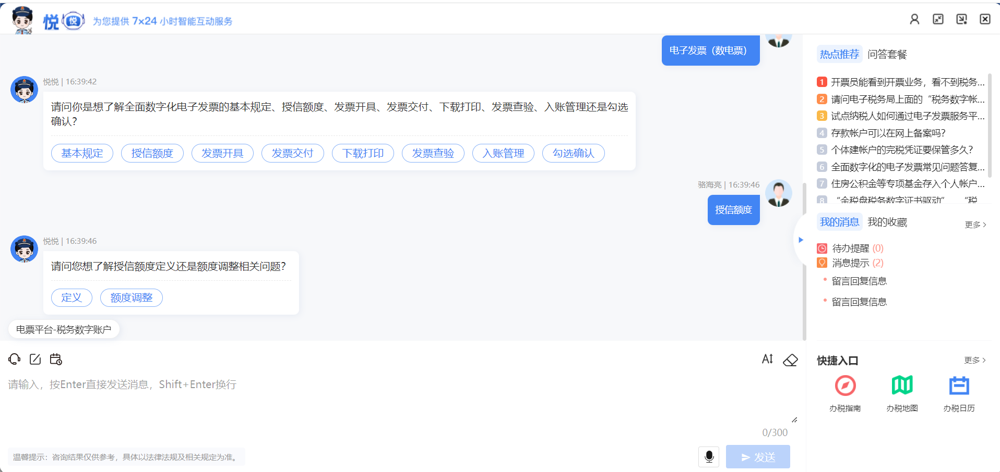 悦 悦 为您提供 7×24 小时智能互动服务
电子发票（数电票）
悦悦 | 16:39:42
请问你是想了解全面数字化电子发票的基本规定、授信额度、发票开具、发票交付、下载打印、发票查验、入账管理还是勾选
确认？
基本规定 授信额度 发票开具 发票交付 下载打印 发票查验 入账管理 勾选确认
骆海亮 | 16:39:46
授信额度
悦悦 | 16:39:46
请问您想了解授信额度定义还是额度调整相关问题？
定义 额度调整
电票平台-税务数字账户
请输入，按Enter直接发送消息，Shift+Enter换行
0/300
温馨提示：咨询结果仅供参考，具体以法律法规及相关规定为准。
发送
热点推荐 问答套餐
1 开票员能看到开票业务，看不到税务...
2 请问电子税务局上面的“税务数字帐...
3 试点纳税人如何通过电子发票服务平...
4 存款帐户可以在网上备案吗？
5 个体建帐户的完税凭证要保管多久？
6 全面数字化的电子发票常见问题答复...
7 住房公积金等专项基金存入个人帐户...
8 “金税盘税务数字证书驱动”、“税
我的消息 我的收藏 更多 >
待办提醒 (0)
消息提示 (2)
留言回复信息
留言回复信息
快捷入口 更多 >
办税指南 办税地图 办税日历